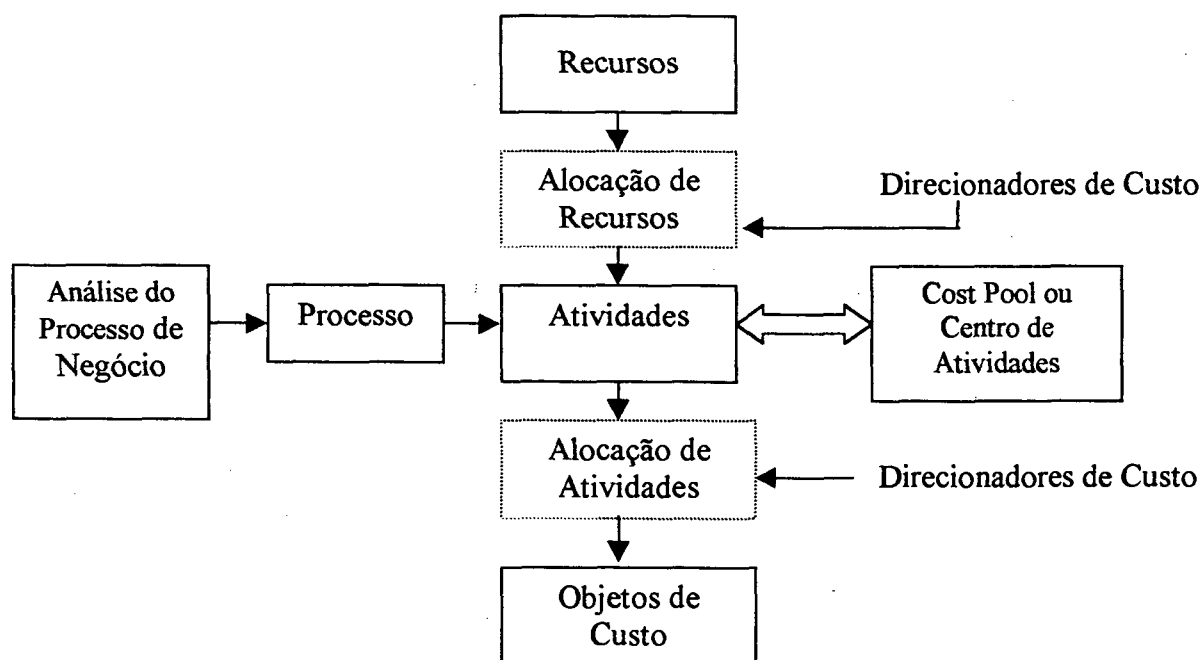 Recursos
Alocação de
Recursos
Direcionadores de Custo
Análise do
Processo de
Negócio
Processo
Atividades
Cost Pool ou
Centro de
Atividades
Alocação de
Atividades
Direcionadores de Custo
Objetos de
Custo